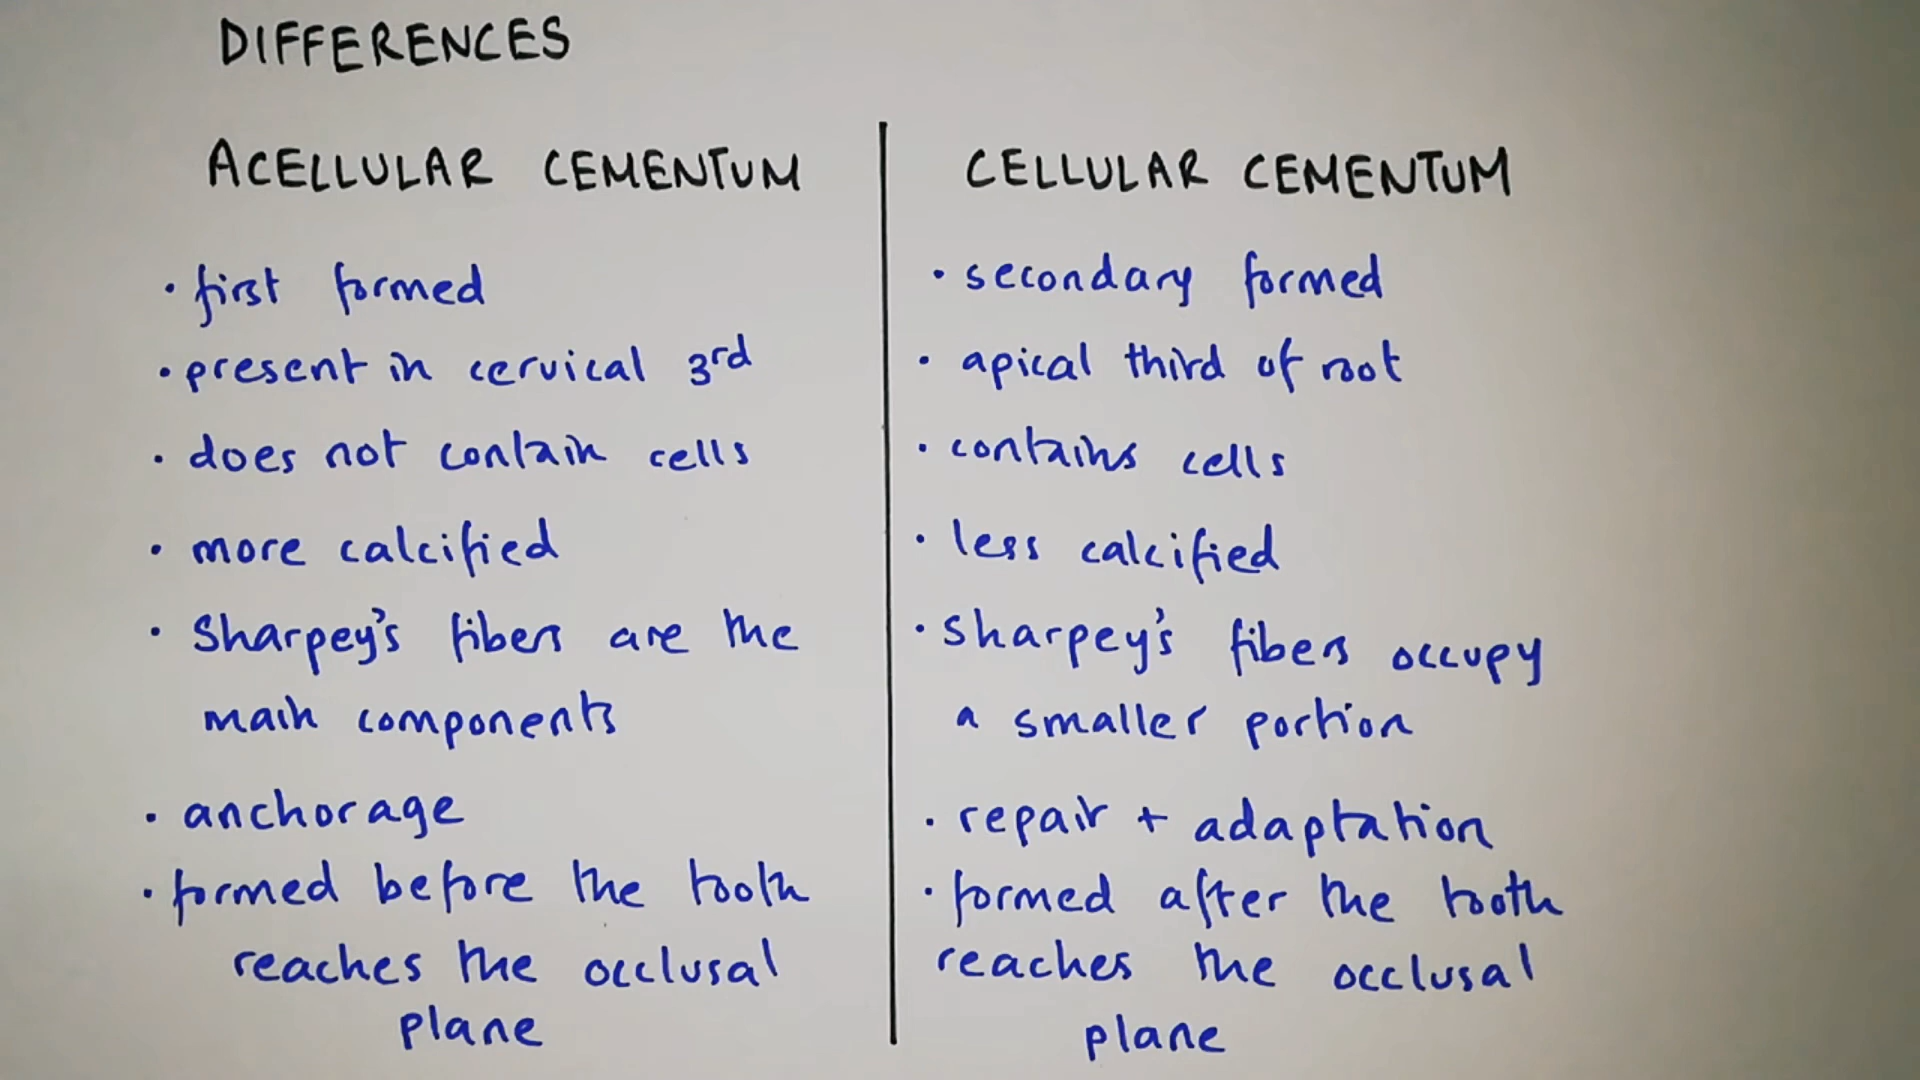 DIFFERENCES
ACELLULAR CEMENTUM
• first formed
• present in cervical 3rd
• does not contain cells
• more calcified
• Sharpey's fibers are the
main components
• anchorage
• formed before the tooth
reaches the occlusal
plane
CELLULAR CEMENTUM
• secondary formed
• apical third of root
• contains cells
• less calcified
• sharpey's fibers occupy
a smaller portion
• repair + adaptation
• formed after the tooth
reaches the occlusal
plane